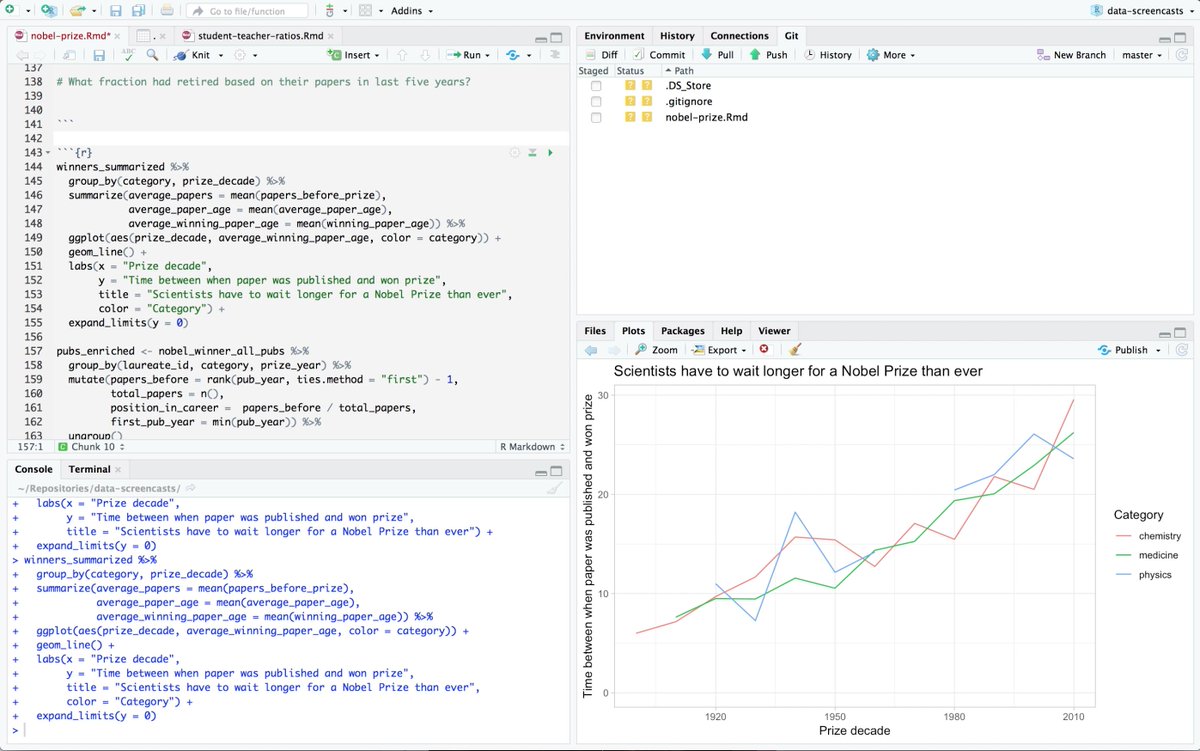 Go to file/function
Addins
data-screencasts
nobel-prize.Rmd*
student-teacher-ratios.Rmd
ABC
Knit
Insert
Run
137
138 # What fraction had retired based on their papers in last five years?
139
140
141 ```
142
143 ```{r}
144 winners_summarized %>%
145 group_by(category, prize_decade) %>%
146 summarize(average_papers = mean(papers_before_prize),
147 average_paper_age = mean(average_paper_age),
148 average_winning_paper_age = mean(winning_paper_age)) %>%
149 ggplot(aes(prize_decade, average_winning_paper_age, color = category)) +
150 geom_line() +
151 labs(x = "Prize decade",
152 y = "Time between when paper was published and won prize",
153 title = "Scientists have to wait longer for a Nobel Prize than ever",
154 color = "Category") +
155 expand_limits(y = 0)
156
157 pubs_enriched <- nobel_winner_all_pubs %>%
158 group_by(laureate_id, category, prize_year) %>%
159 mutate(papers_before = rank(pub_year, ties.method = "first") - 1,
160 total_papers = n(),
161 position_in_career = papers_before / total_papers,
162 first_pub_year = min(pub_year)) %>%
163 ungroup()
157:1 Chunk 10 R Markdown
Console Terminal
~/Repositories/data-screencasts/
+ labs(x = "Prize decade",
+ y = "Time between when paper was published and won prize",
+ title = "Scientists have to wait longer for a Nobel Prize than ever") +
+ expand_limits(y = 0)
> winners_summarized %>%
+ group_by(category, prize_decade) %>%
+ summarize(average_papers = mean(papers_before_prize),
+ average_paper_age = mean(average_paper_age),
+ average_winning_paper_age = mean(winning_paper_age)) %>%
+ ggplot(aes(prize_decade, average_winning_paper_age, color = category)) +
+ geom_line() +
+ labs(x = "Prize decade",
+ y = "Time between when paper was published and won prize",
+ title = "Scientists have to wait longer for a Nobel Prize than ever",
+ color = "Category") +
+ expand_limits(y = 0)
>
Environment History Connections Git
Diff Commit Pull Push History More New Branch master
Staged Status Path
? ? .DS_Store
? ? .gitignore
? ? nobel-prize.Rmd
Files Plots Packages Help Viewer
Zoom Export Publish
Scientists have to wait longer for a Nobel Prize than ever
Time between when paper was published and won prize
30
20
10
0
1920 1950 1980 2010
Prize decade
Category
chemistry
medicine
physics